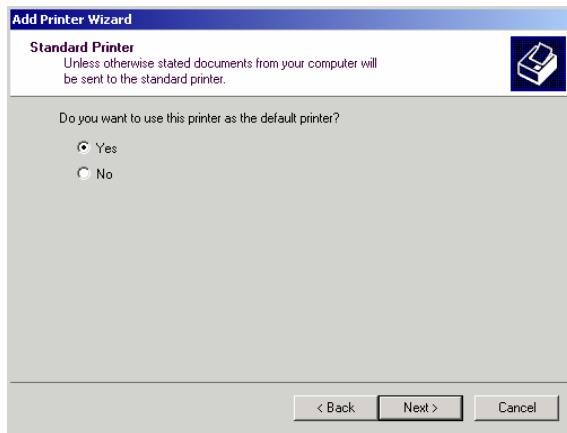 Add Printer Wizard
Standard Printer
Unless otherwise stated documents from your computer will
be sent to the standard printer.
Do you want to use this printer as the default printer?
Yes
No
< Back Next > Cancel